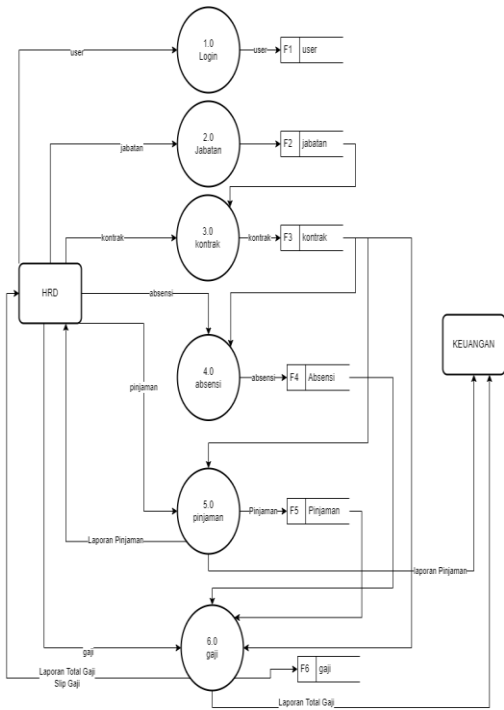 1.0
Login
user
user
F1 user
2.0
Jabatan
jabatan
F2 jabatan
3.0
kontrak
kontrak
kontrak
F3 kontrak
HRD
absensi
KEUANGAN
4.0
absensi
absensi
F4 Absensi
pinjaman
5.0
pinjaman
Pinjaman
F5 Pinjaman
Laporan Pinjaman
laporan Pinjaman
6.0
gaji
gaji
Laporan Total Gaji
Slip Gaji
F6 gaji
Laporan Total Gaji